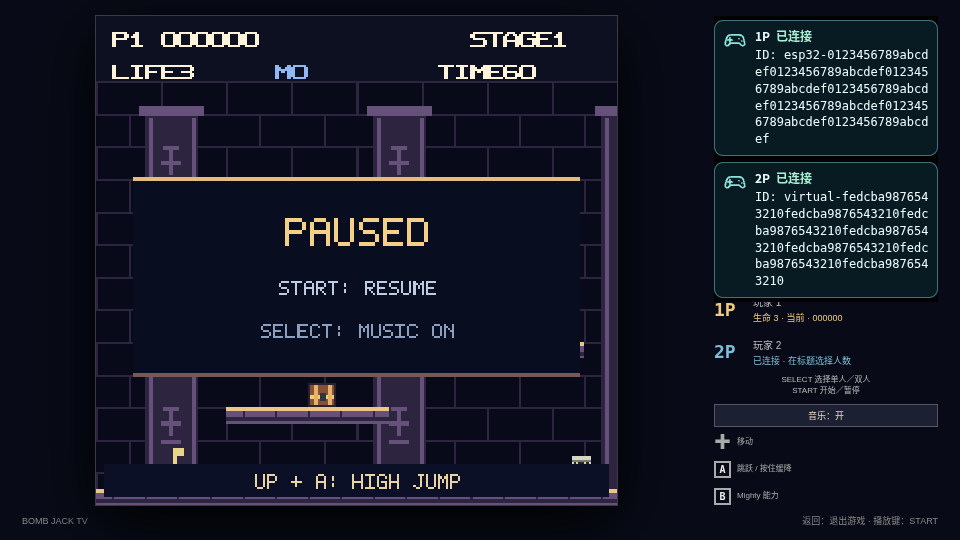 P1 000000
STAGE1
LIFE3
M0
TIME60
PAUSED
START: RESUME
SELECT: MUSIC ON
UP + A: HIGH JUMP
BOMB JACK TV
1P 已连接
ID: esp32-0123456789abcd
ef0123456789abcdef012345
6789abcdef0123456789abcd
ef0123456789abcdef012345
6789abcdef0123456789abcd
ef
2P 已连接
ID: virtual-fedcba987654
3210fedcba9876543210fedc
ba9876543210fedcba987654
3210fedcba9876543210fedc
ba9876543210fedcba987654
3210
1P 玩家 1
生命 3 · 当前 · 000000
2P 玩家 2
已连接 · 在标题选择人数
SELECT 选择单人／双人
START 开始／暂停
音乐：开
移动
A 跳跃 / 按住缓降
B Mighty 能力
返回：退出游戏 · 播放键：START